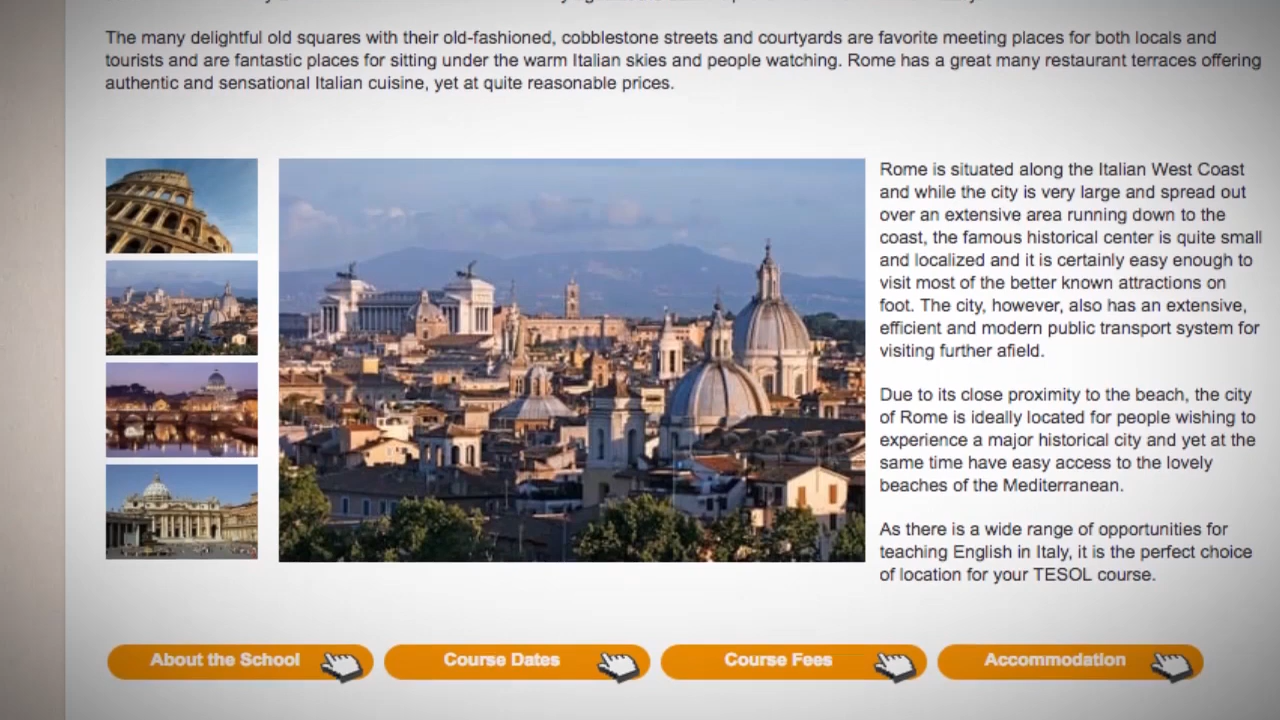 The many delightful old squares with their old-fashioned, cobblestone streets and courtyards are favorite meeting places for both locals and
tourists and are fantastic places for sitting under the warm Italian skies and people watching. Rome has a great many restaurant terraces offering
authentic and sensational Italian cuisine, yet at quite reasonable prices.
Rome is situated along the Italian West Coast
and while the city is very large and spread out
over an extensive area running down to the
coast, the famous historical center is quite small
and localized and it is certainly easy enough to
visit most of the better known attractions on
foot. The city, however, also has an extensive,
efficient and modern public transport system for
visiting further afield.
Due to its close proximity to the beach, the city
of Rome is ideally located for people wishing to
experience a major historical city and yet at the
same time have easy access to the lovely
beaches of the Mediterranean.
As there is a wide range of opportunities for
teaching English in Italy, it is the perfect choice
of location for your TESOL course.
About the School
Course Dates
Course Fees
Accommodation